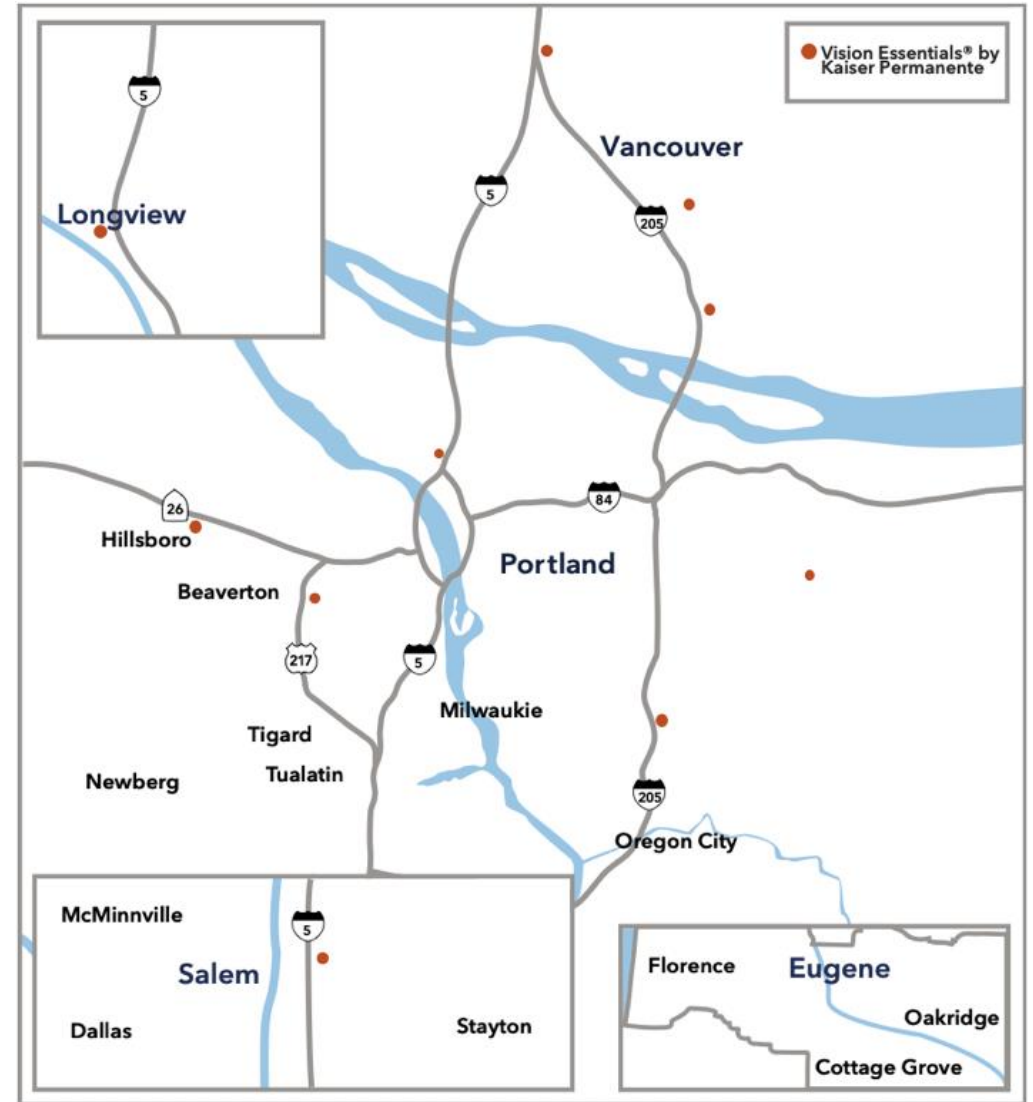 Vision Essentials® by
Kaiser Permanente
5
Longview
Vancouver
5
205
26
Hillsboro
84
Portland
Beaverton
217
5
Milwaukie
Tigard
Tualatin
Newberg
205
Oregon City
McMinnville
5
Salem
Dallas
Stayton
Florence
Eugene
Oakridge
Cottage Grove